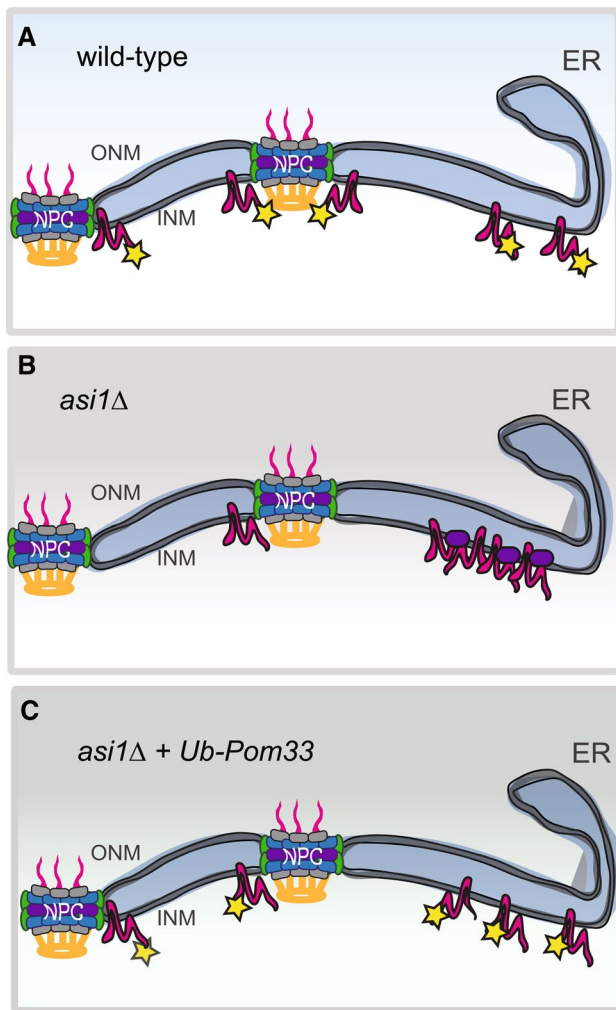 A
wild-type
ER
ONM
NPC
NPC
INM
B
asi1Δ
ER
ONM
NPC
NPC
INM
C
asi1Δ + Ub-Pom33
ER
ONM
NPC
NPC
INM